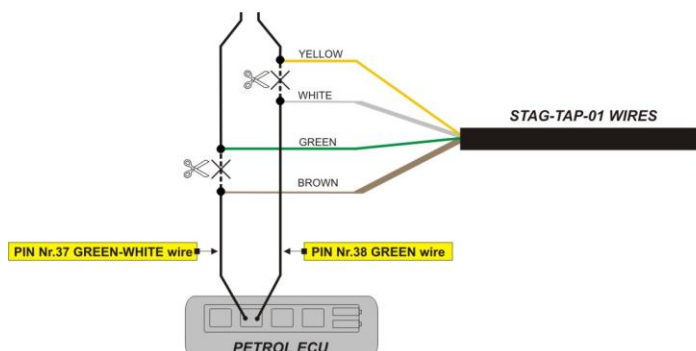 YELLOW
WHITE
STAG-TAP-01 WIRES
GREEN
BROWN
PIN Nr.37 GREEN-WHITE wire
PIN Nr.38 GREEN wire
PETROL ECU